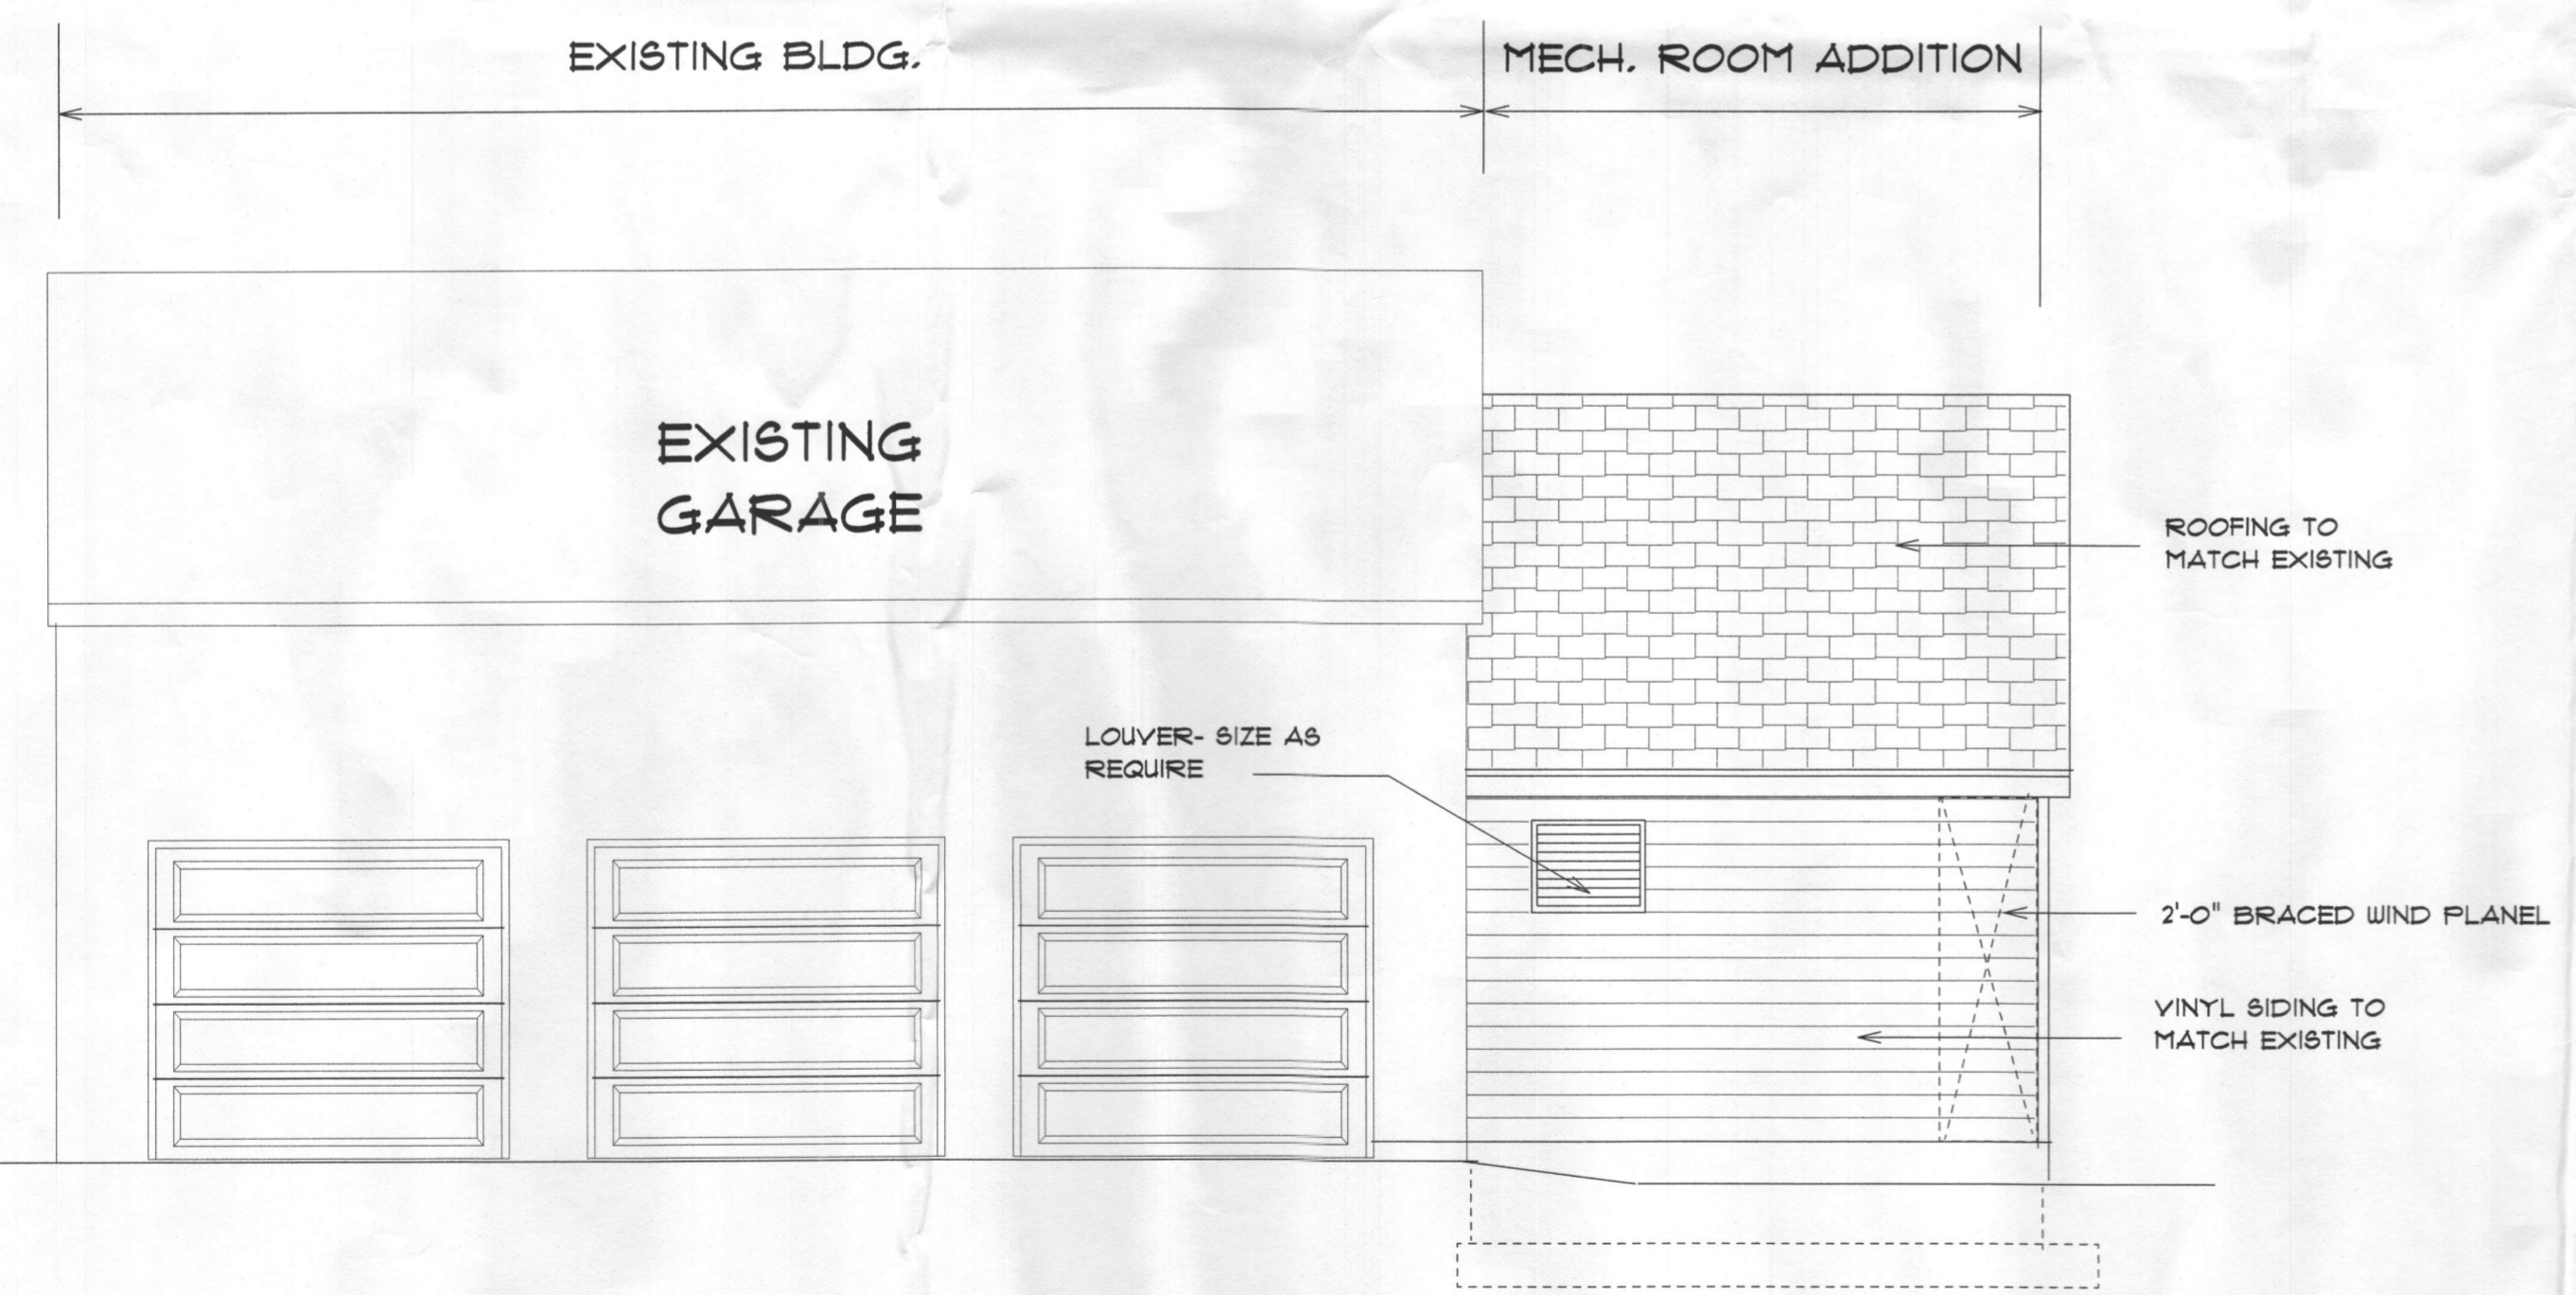 EXISTING BLDG.
MECH. ROOM ADDITION
EXISTING
GARAGE
ROOFING TO
MATCH EXISTING
LOUVER- SIZE AS
REQUIRE
2'-0" BRACED WIND PLANEL
VINYL SIDING TO
MATCH EXISTING